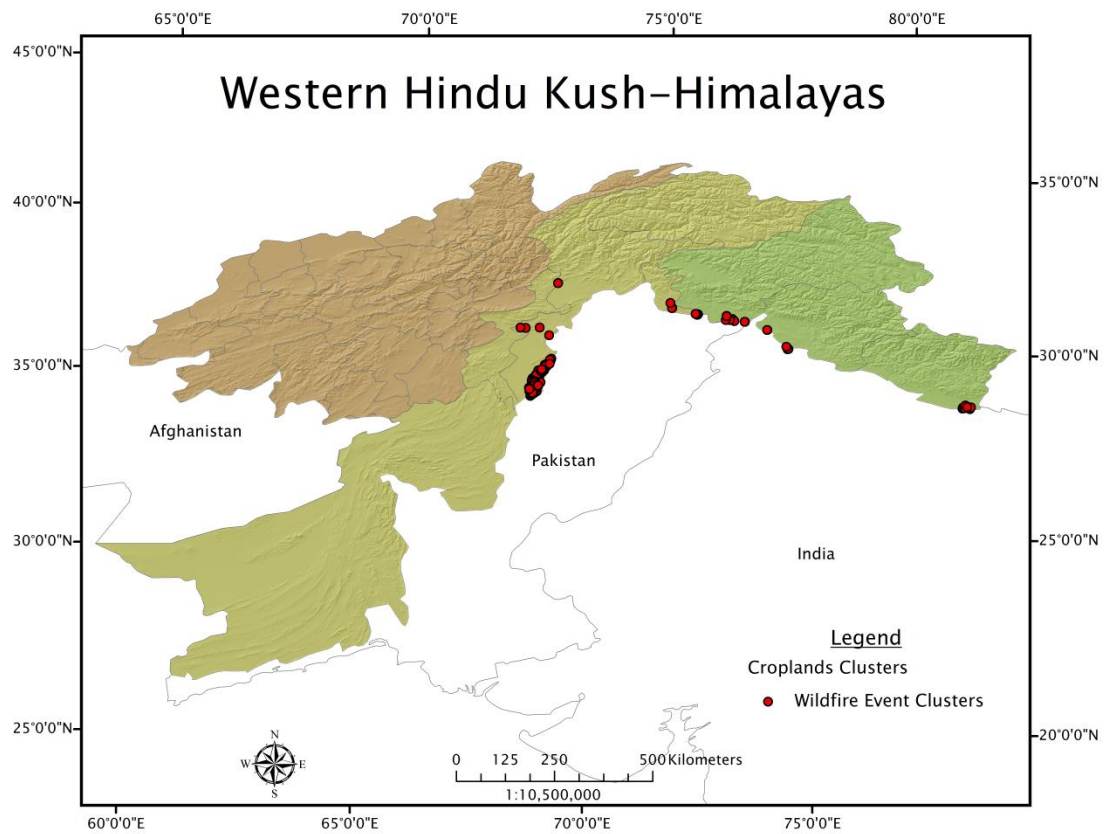 65°0'0"E 70°0'0"E 75°0'0"E 80°0'0"E
45°0'0"N
Western Hindu Kush-Himalayas
40°0'0"N
35°0'0"N
35°0'0"N
30°0'0"N
Afghanistan
Pakistan
30°0'0"N
25°0'0"N
India
Legend
Croplands Clusters
Wildfire Event Clusters
25°0'0"N
20°0'0"N
N
W E
S
0 125 250 500 Kilometers
1:10,500,000
60°0'0"E 65°0'0"E 70°0'0"E 75°0'0"E